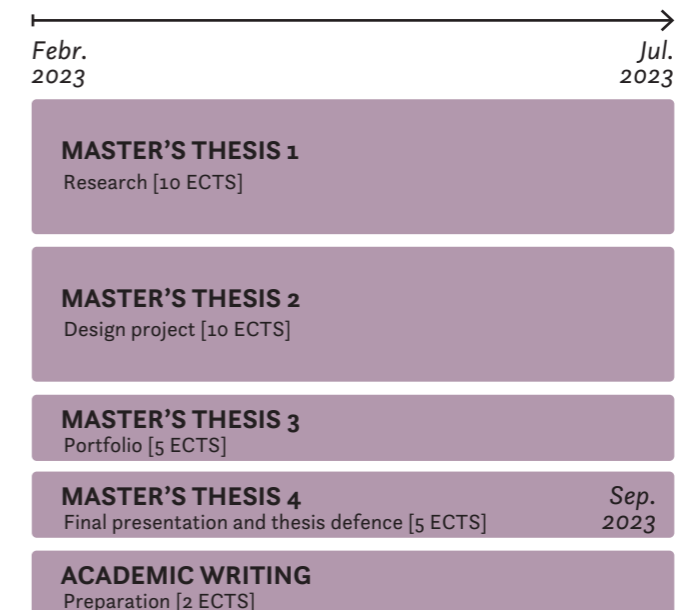 Febr. Jul.
2023 2023
MASTER’S THESIS 1
Research [10 ECTS]
MASTER’S THESIS 2
Design project [10 ECTS]
MASTER’S THESIS 3
Portfolio [5 ECTS]
MASTER’S THESIS 4 Sep.
Final presentation and thesis defence [5 ECTS] 2023
ACADEMIC WRITING
Preparation [2 ECTS]